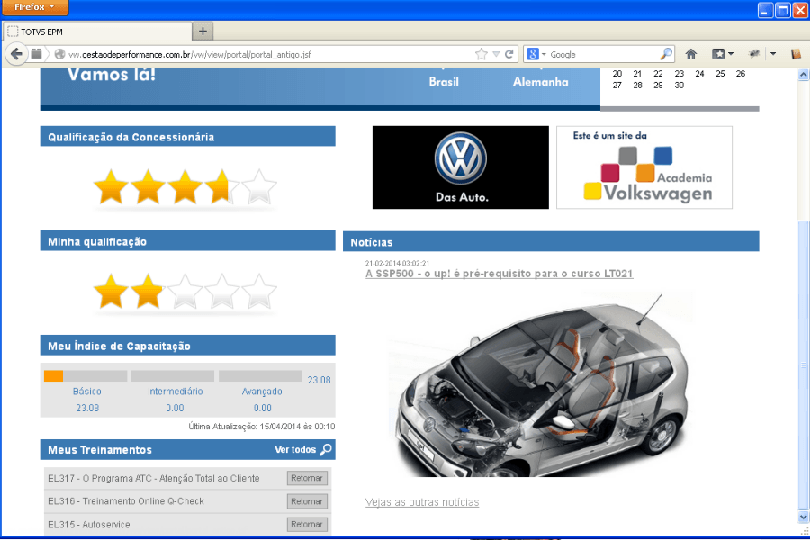 Firefox
TOTVS EPM
vw.gestaodeperformance.com.br/vw/view/portal/portal_antigo.jsf
Google
Vamos lá!
Brasil
Alemanha
20 21 22 23 24 25 26
27 28 29 30
Qualificação da Concessionária
Das Auto.
Este é um site da
Academia
Volkswagen
Minha qualificação
Notícias
21-02-2014 03:02:21
A SSP500 - o up! é pré-requisito para o curso LT021
Meu Índice de Capacitação
23.08
Básico Intermediário Avançado
23.08 0.00 0.00
Última Atualização: 15/04/2014 às 00:10
Meus Treinamentos Ver todos
EL317 - O Programa ATC - Atenção Total ao Cliente Retomar
EL316 - Treinamento Online Q-Check Retomar
EL315 - Autoservice Retomar
Vejas as outras notícias